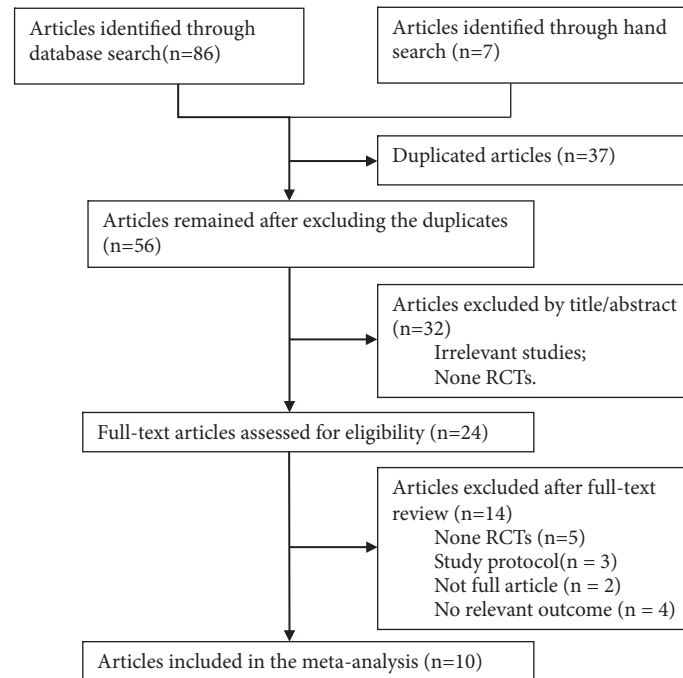 Articles identified through
database search(n=86)
Articles identified through hand
search (n=7)
Duplicated articles (n=37)
Articles remained after excluding the duplicates
(n=56)
Articles excluded by title/abstract
(n=32)
Irrelevant studies;
None RCTs.
Full-text articles assessed for eligibility (n=24)
Articles excluded after full-text
review (n=14)
None RCTs (n=5)
Study protocol(n = 3)
Not full article (n = 2)
No relevant outcome (n = 4)
Articles included in the meta-analysis (n=10)